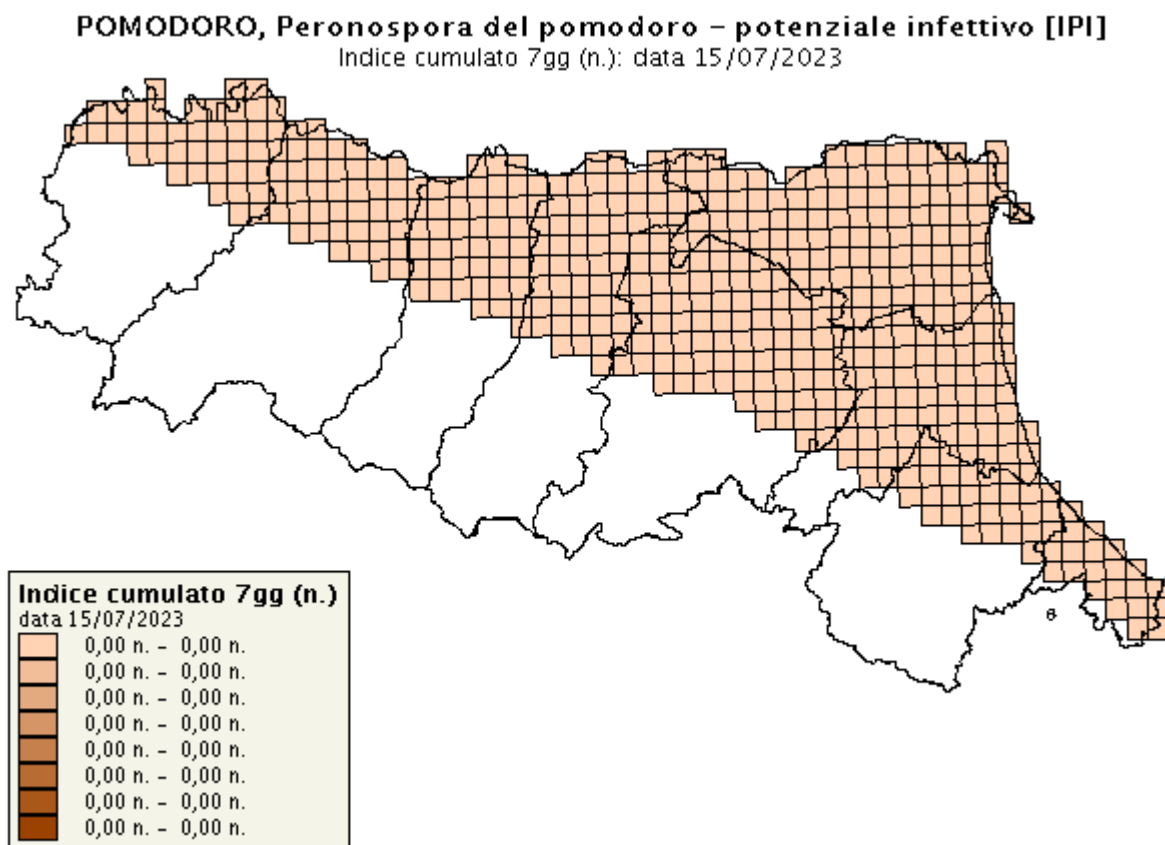 POMODORO, Peronospora del pomodoro – potenziale infettivo [IPI]
Indice cumulato 7gg (n.): data 15/07/2023
Indice cumulato 7gg (n.)
data 15/07/2023
0,00 n. – 0,00 n.
0,00 n. – 0,00 n.
0,00 n. – 0,00 n.
0,00 n. – 0,00 n.
0,00 n. – 0,00 n.
0,00 n. – 0,00 n.
0,00 n. – 0,00 n.
0,00 n. – 0,00 n.